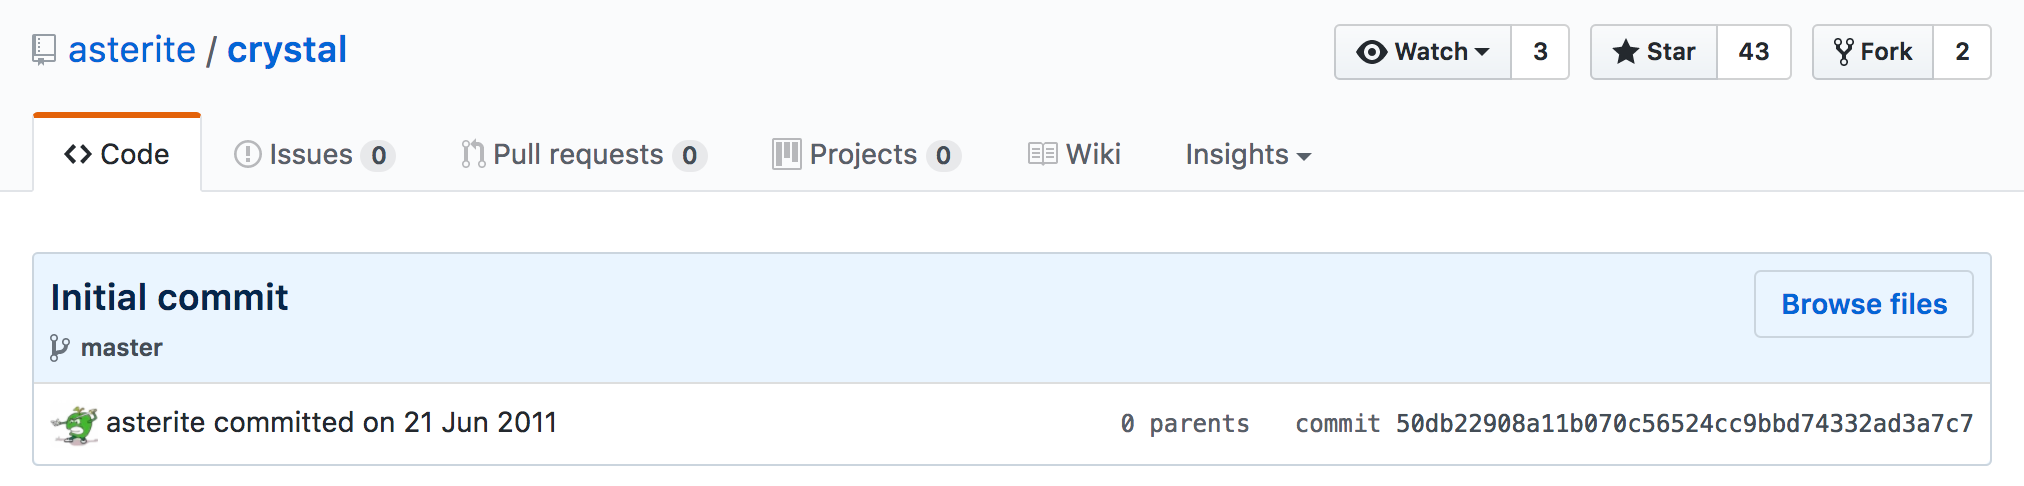 asterite / crystal
Watch 3 Star 43 Fork 2
Code Issues 0 Pull requests 0 Projects 0 Wiki Insights
Initial commit
Browse files
master
asterite committed on 21 Jun 2011
0 parents commit 50db22908a11b070c56524cc9bbd74332ad3a7c7